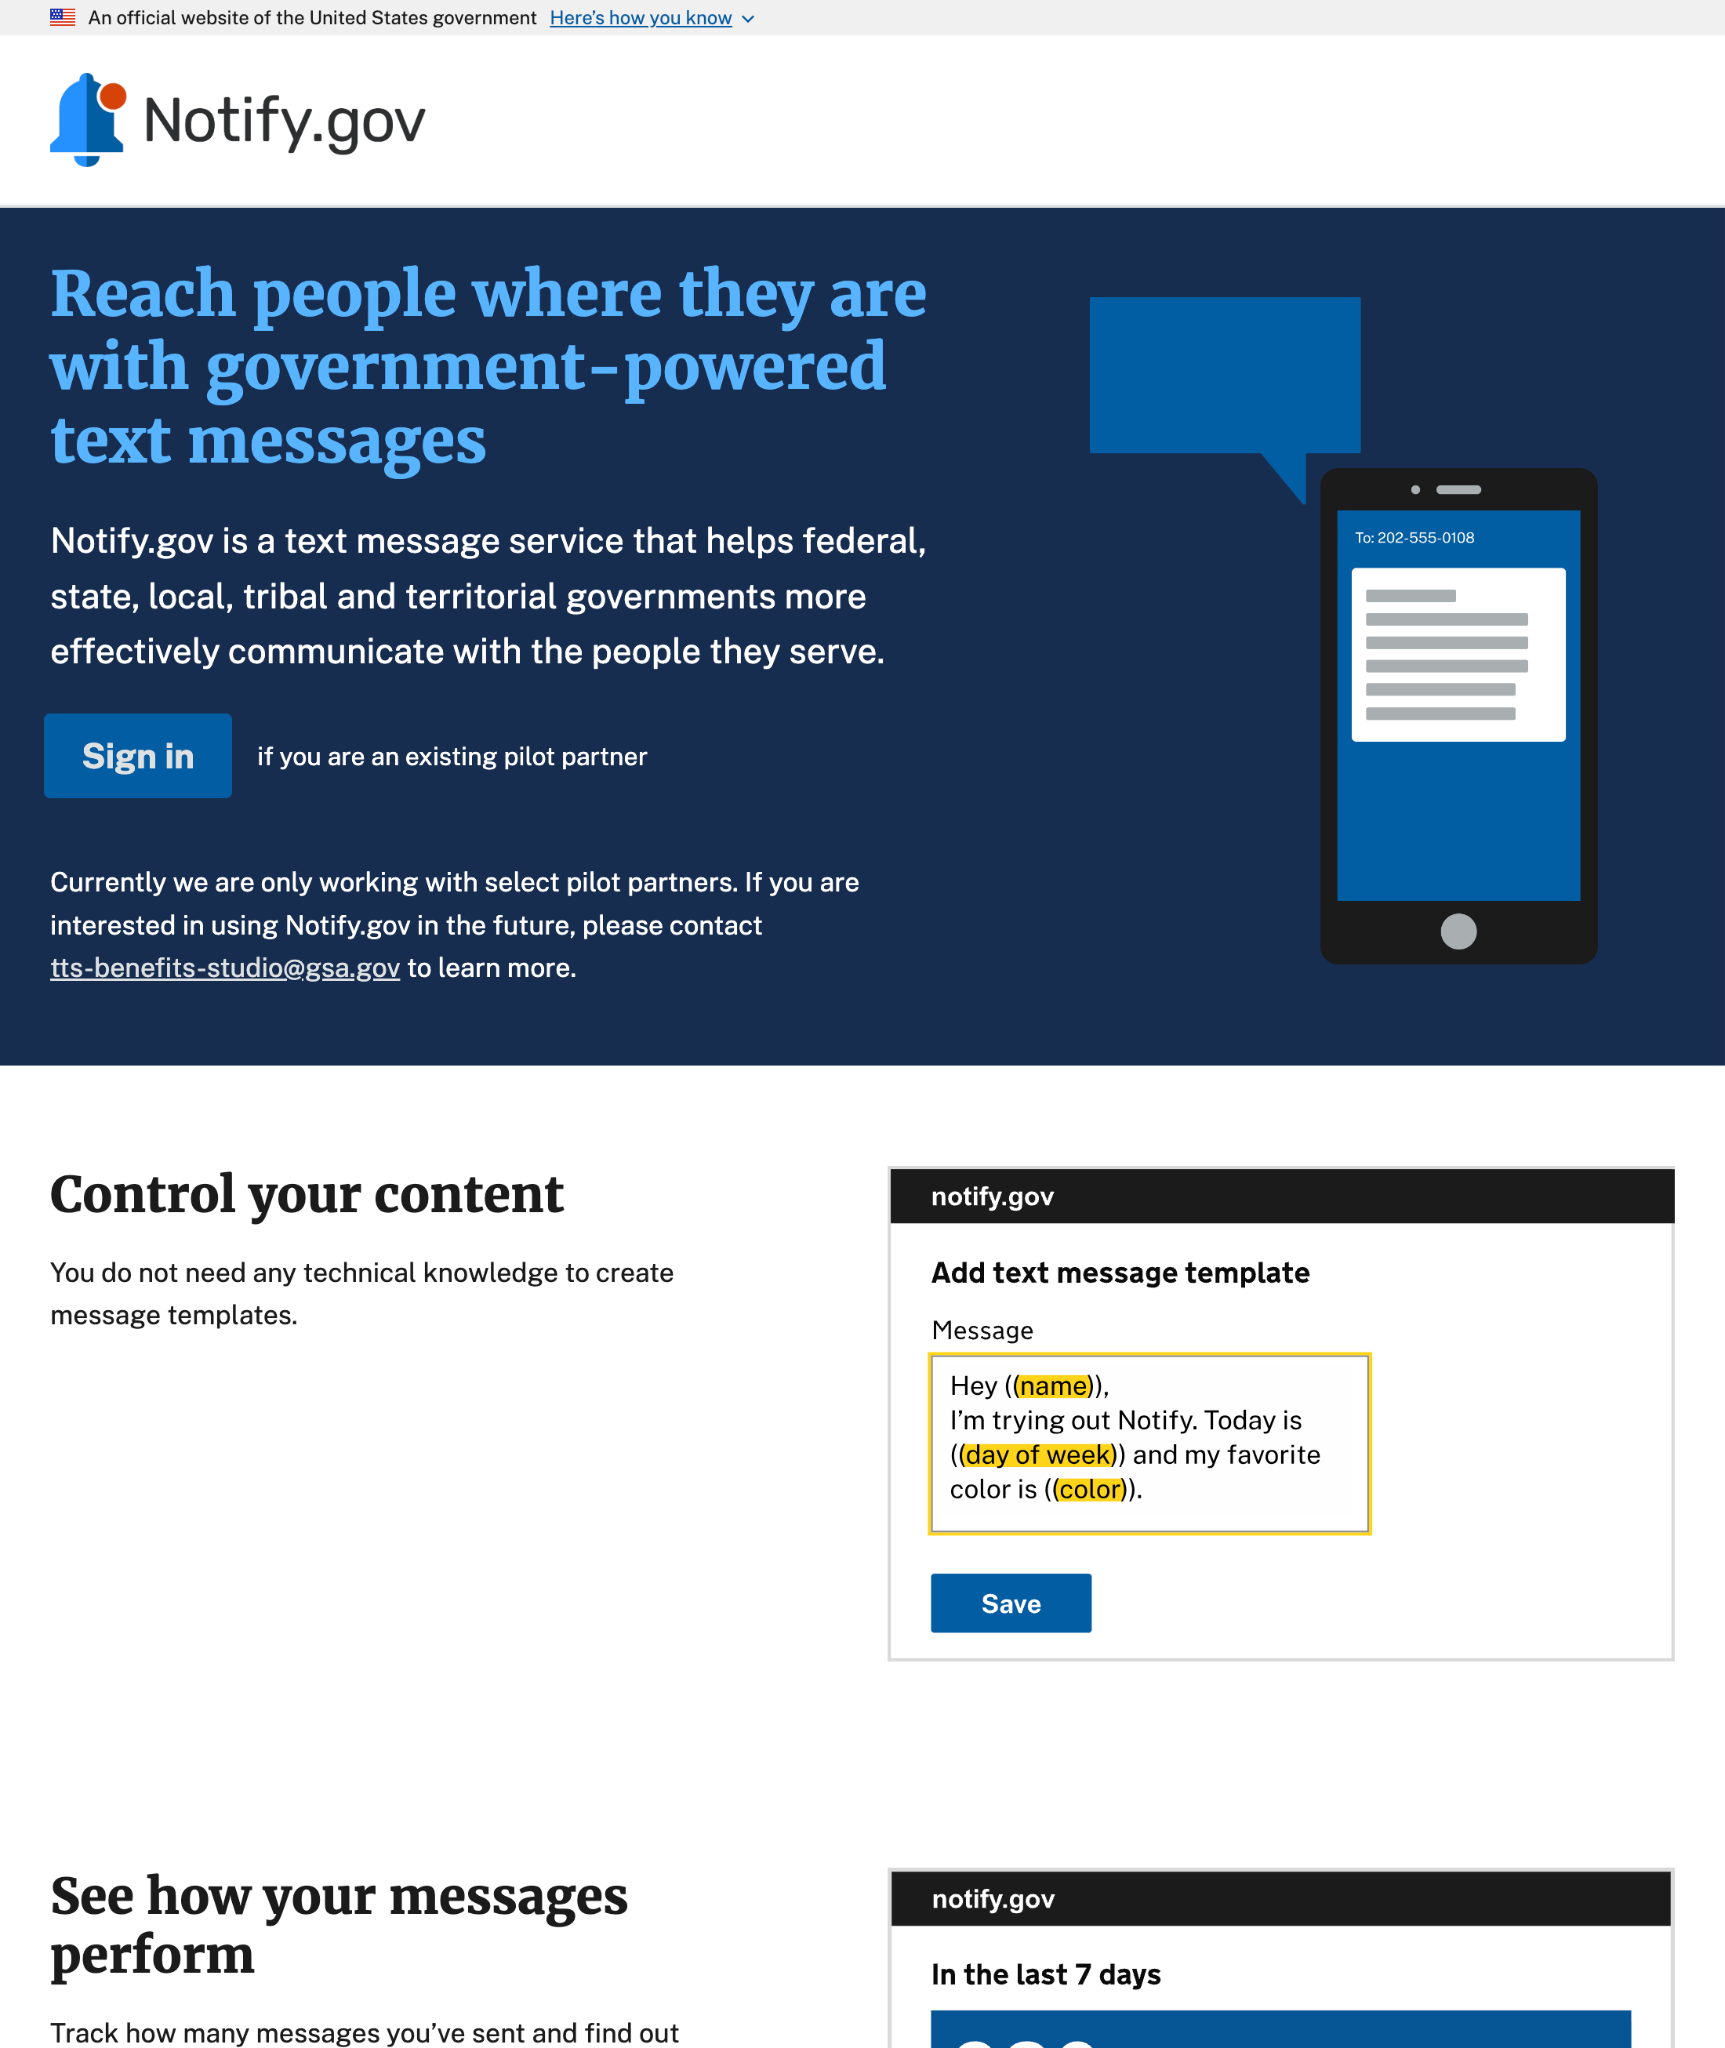 An official website of the United States government Here's how you know
Notify.gov
Reach people where they are
with government-powered
text messages
Notify.gov is a text message service that helps federal,
state, local, tribal and territorial governments more
effectively communicate with the people they serve.
Sign in if you are an existing pilot partner
Currently we are only working with select pilot partners. If you are
interested in using Notify.gov in the future, please contact
tts-benefits-studio@gsa.gov to learn more.
To: 202-555-0108
Control your content
You do not need any technical knowledge to create
message templates.
notify.gov
Add text message template
Message
Hey ((name)),
I'm trying out Notify. Today is
((day of week)) and my favorite
color is ((color)).
Save
See how your messages
perform
Track how many messages you've sent and find out
notify.gov
In the last 7 days